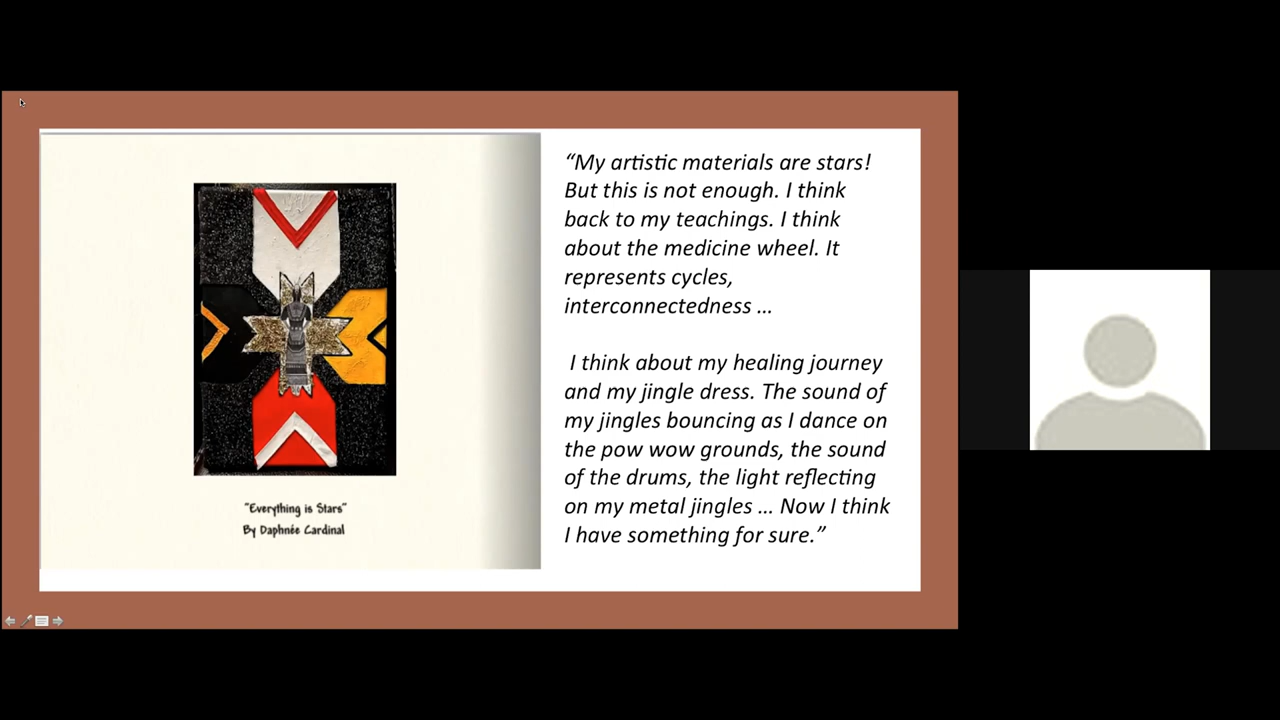 "Everything is Stars"
By Daphnée Cardinal
“My artistic materials are stars!
But this is not enough. I think
back to my teachings. I think
about the medicine wheel. It
represents cycles,
interconnectedness …
I think about my healing journey
and my jingle dress. The sound of
my jingles bouncing as I dance on
the pow wow grounds, the sound
of the drums, the light reflecting
on my metal jingles … Now I think
I have something for sure.”